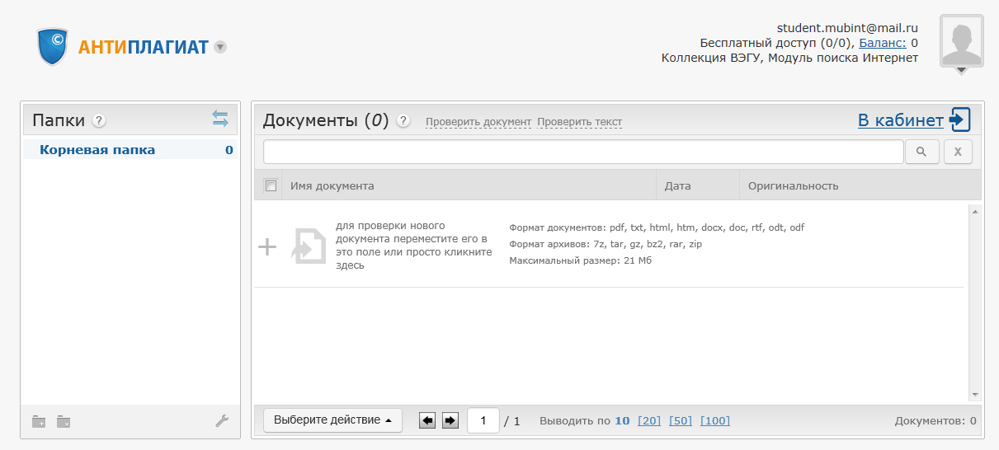 АНТИПЛАГИАТ
student.mubint@mail.ru
Бесплатный доступ (0/0), Баланс: 0
Коллекция ВЭГУ, Модуль поиска Интернет
Папки ?
Корневая папка 0
Документы (0) ? Проверить документ Проверить текст В кабинет
X
Имя документа Дата Оригинальность
для проверки нового
документа переместите его в
это поле или просто кликните
здесь
Формат документов: pdf, txt, html, htm, docx, doc, rtf, odt, odf
Формат архивов: 7z, tar, gz, bz2, rar, zip
Максимальный размер: 21 Мб
Выберите действие 1 / 1 Выводить по 10 [20] [50] [100] Документов: 0